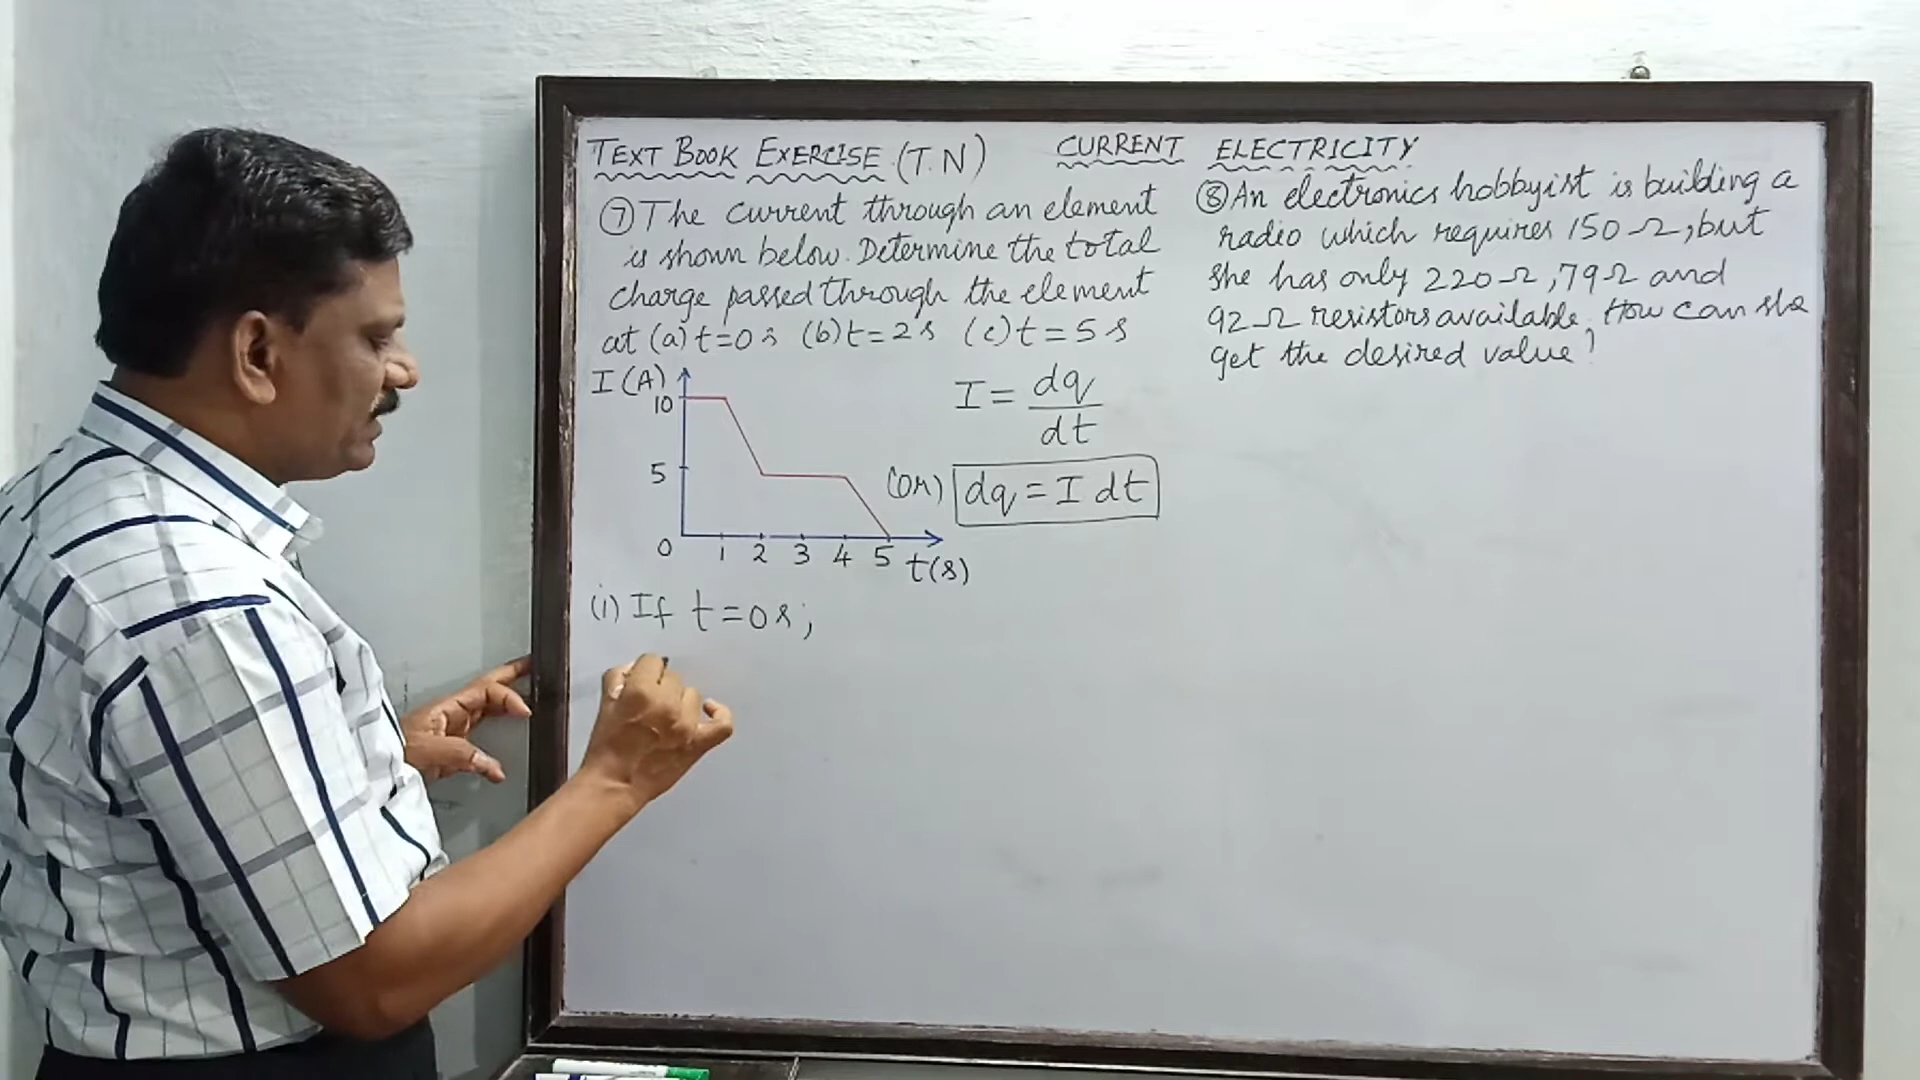 TEXT BOOK EXERCISE (T.N) CURRENT ELECTRICITY
⑦ The current through an element
is shown below. Determine the total
charge passed through the element
at (a) t=0 s (b) t=2 s (c) t=5 s
I (A)
10
5
0 1 2 3 4 5 t(s)
I = dq/dt
(or) dq = I dt
(i) If t=0 s;
⑧ An electronics hobbyist is building a
radio which requires 150 Ω, but
she has only 220 Ω, 79 Ω and
92 Ω resistors available. How can she
get the desired value?